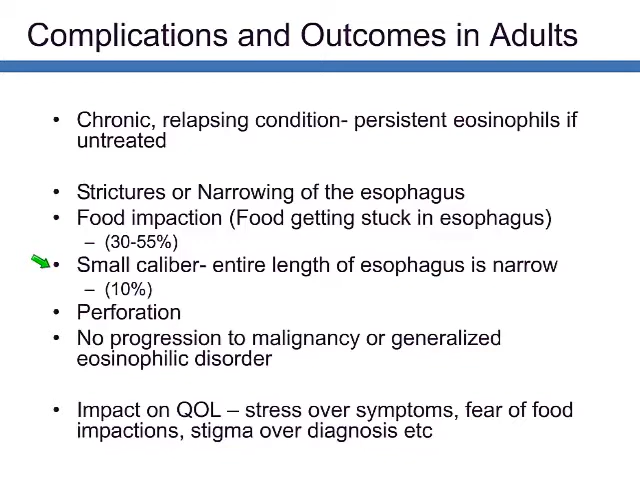 Complications and Outcomes in Adults
• Chronic, relapsing condition- persistent eosinophils if
untreated
• Strictures or Narrowing of the esophagus
• Food impaction (Food getting stuck in esophagus)
– (30-55%)
• Small caliber- entire length of esophagus is narrow
– (10%)
• Perforation
• No progression to malignancy or generalized
eosinophilic disorder
• Impact on QOL – stress over symptoms, fear of food
impactions, stigma over diagnosis etc